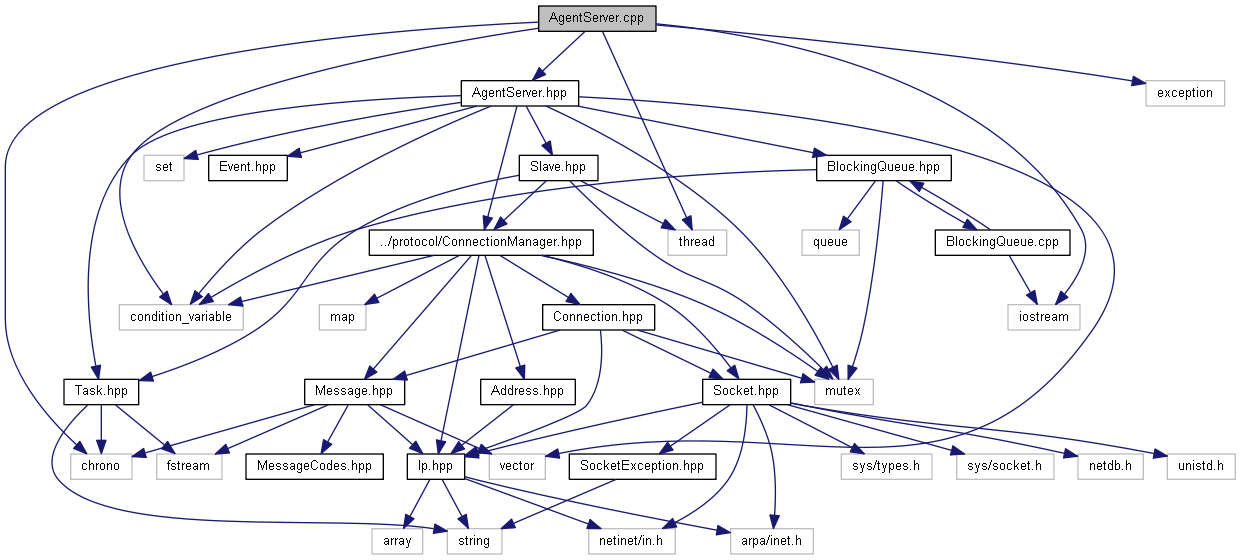 AgentServer.cpp
AgentServer.hpp
exception
set
Event.hpp
Slave.hpp
BlockingQueue.hpp
../protocol/ConnectionManager.hpp
thread
queue
BlockingQueue.cpp
condition_variable
map
Connection.hpp
iostream
Task.hpp
Message.hpp
Address.hpp
Socket.hpp
mutex
chrono
fstream
MessageCodes.hpp
Ip.hpp
vector
SocketException.hpp
sys/types.h
sys/socket.h
netdb.h
unistd.h
array
string
netinet/in.h
arpa/inet.h